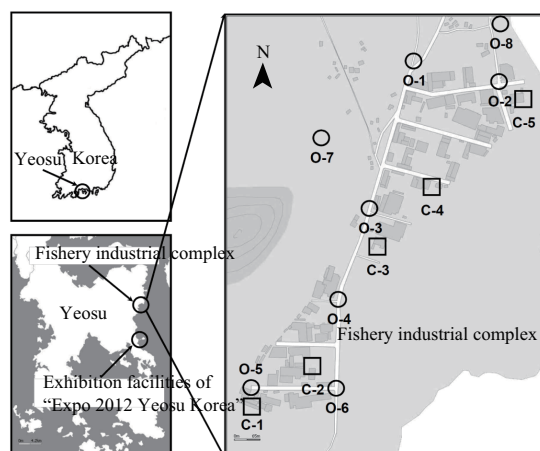 Yeosu Korea
Fishery industrial complex
Yeosu
Exhibition facilities of
“Expo 2012 Yeosu Korea”
N
O-8
O-1
O-2
C-5
O-7
C-4
O-3
C-3
O-4
Fishery industrial complex
O-5
C-2
O-6
C-1